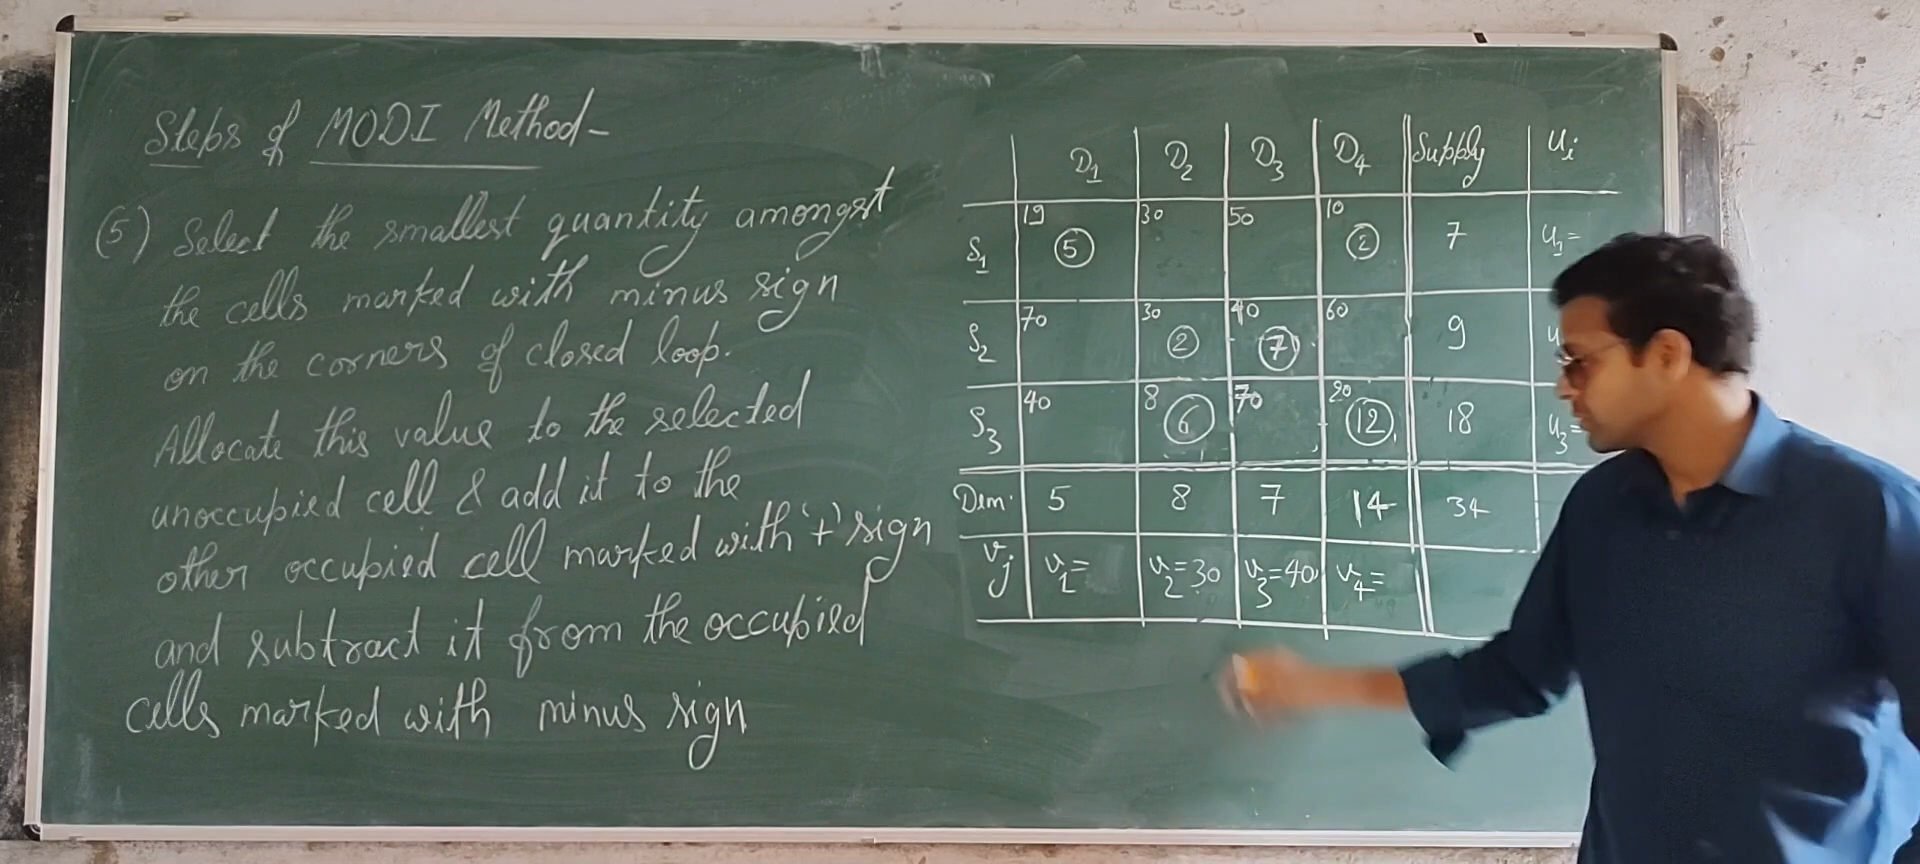 Steps of MODI Method-
(5) Select the smallest quantity amongst
the cells marked with minus sign
on the corners of closed loop.
Allocate this value to the selected
unoccupied cell & add it to the
other occupied cell marked with '+' sign
and subtract it from the occupied
cells marked with minus sign
D1 D2 D3 D4 Supply ui
S1 19 5 30 50 10 2 7 u1=
S2 70 30 2 40 7 60 9 u
S3 40 8 6 70 20 12 18 u3=
Dem. 5 8 7 14 34
vj v1= v2=30 v3=40 v4=